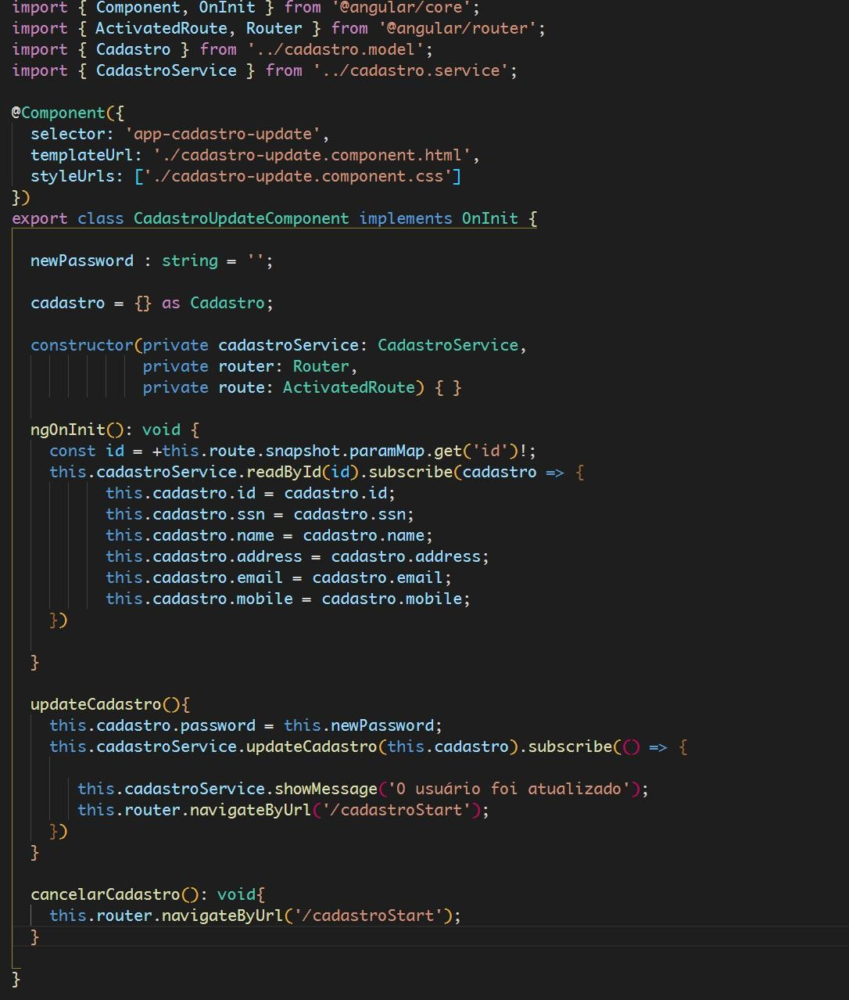 import { Component, OnInit } from '@angular/core';
import { ActivatedRoute, Router } from '@angular/router';
import { Cadastro } from '../cadastro.model';
import { CadastroService } from '../cadastro.service';
@Component({
selector: 'app-cadastro-update',
templateUrl: './cadastro-update.component.html',
styleUrls: ['./cadastro-update.component.css']
})
export class CadastroUpdateComponent implements OnInit {
newPassword : string = '';
cadastro = {} as Cadastro;
constructor(private cadastroService: CadastroService,
private router: Router,
private route: ActivatedRoute) { }
ngOnInit(): void {
const id = +this.route.snapshot.paramMap.get('id')!;
this.cadastroService.readById(id).subscribe(cadastro => {
this.cadastro.id = cadastro.id;
this.cadastro.ssn = cadastro.ssn;
this.cadastro.name = cadastro.name;
this.cadastro.address = cadastro.address;
this.cadastro.email = cadastro.email;
this.cadastro.mobile = cadastro.mobile;
})
}
updateCadastro(){
this.cadastro.password = this.newPassword;
this.cadastroService.updateCadastro(this.cadastro).subscribe(() => {
this.cadastroService.showMessage('O usuário foi atualizado');
this.router.navigateByUrl('/cadastroStart');
})
}
cancelarCadastro(): void{
this.router.navigateByUrl('/cadastroStart');
}
}